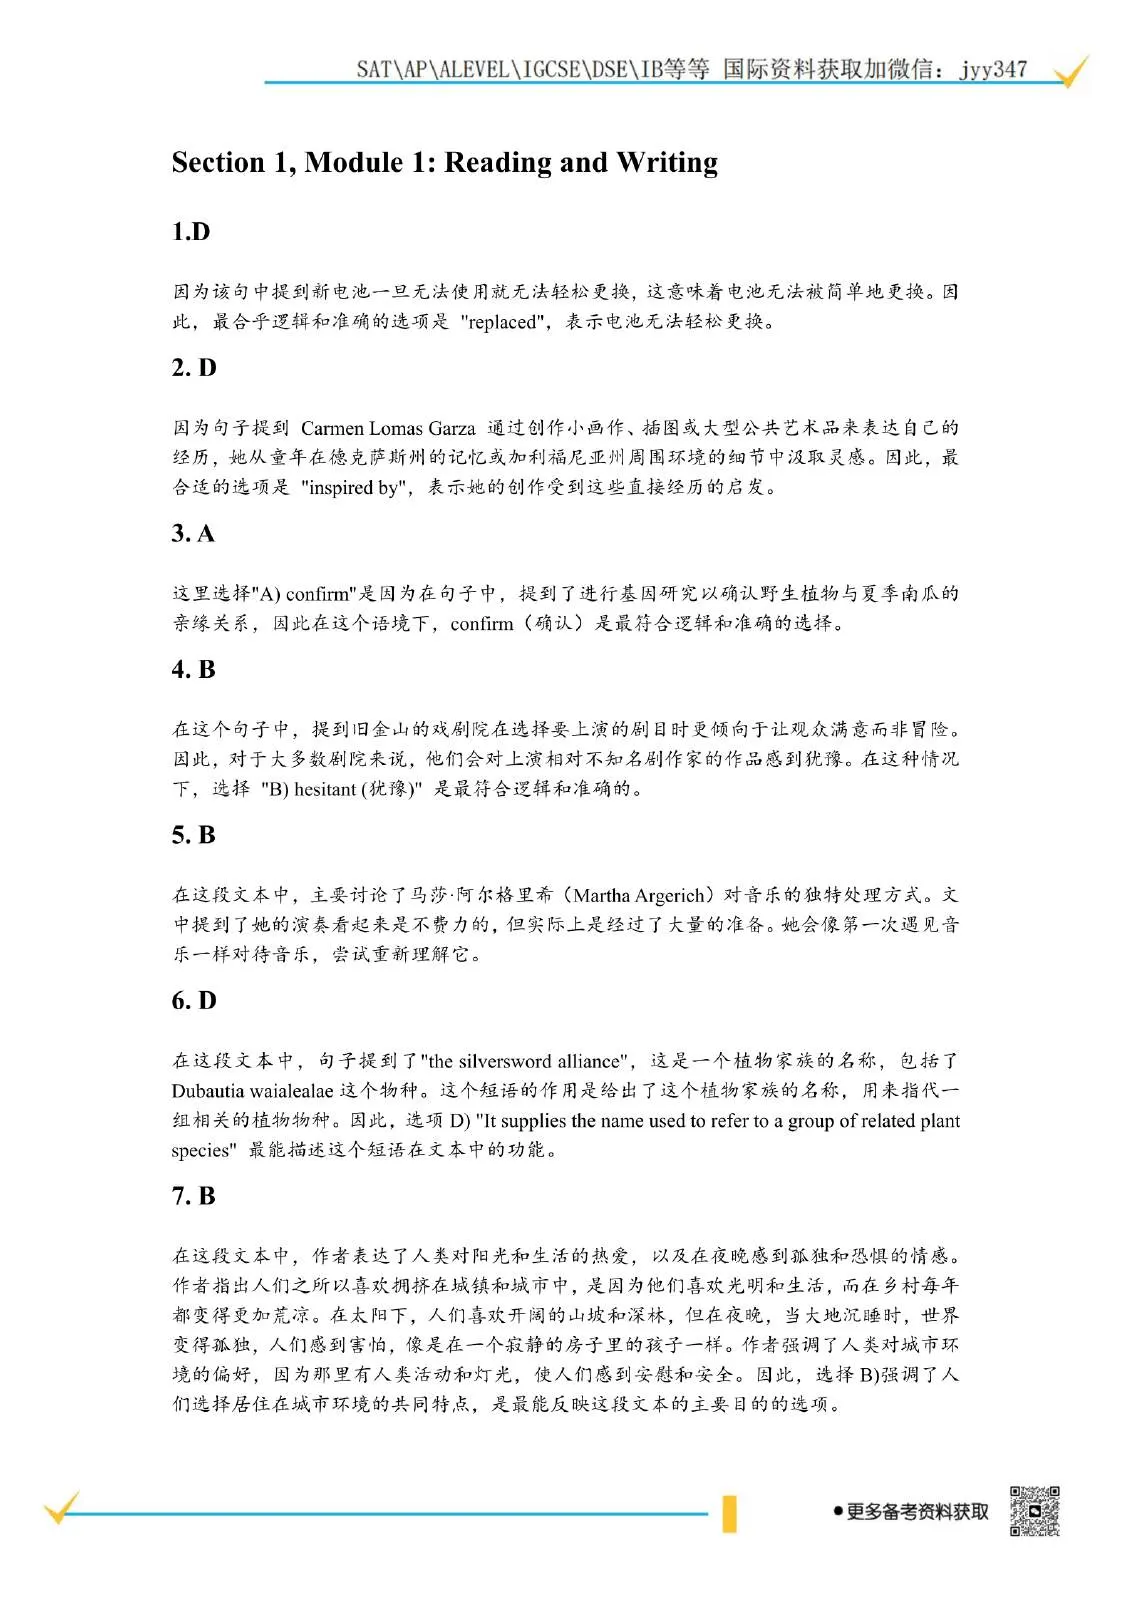 SAT\AP\ALEVEL\IGCSE\DSE\IB等等 国际资料获取加微信：jyy347
Section 1, Module 1: Reading and Writing
1.D
因为该句中提到新电池一旦无法使用就无法轻松更换，这意味着电池无法被简单地更换。因
此，最合乎逻辑和准确的选项是 "replaced"，表示电池无法轻松更换。
2. D
因为句子提到 Carmen Lomas Garza 通过创作小画作、插图或大型公共艺术品来表达自己的
经历，她从童年在德克萨斯州的记忆或加利福尼亚州周围环境的细节中汲取灵感。因此，最
合适的选项是 "inspired by"，表示她的创作受到这些直接经历的启发。
3. A
这里选择"A) confirm"是因为在句子中，提到了进行基因研究以确认野生植物与夏季南瓜的
亲缘关系，因此在这个语境下，confirm（确认）是最符合逻辑和准确的选择。
4. B
在这个句子中，提到旧金山的戏剧院在选择要上演的剧目时更倾向于让观众满意而非冒险。
因此，对于大多数剧院来说，他们会对上演相对不知名剧作家的作品感到犹豫。在这种情况
下，选择 "B) hesitant (犹豫)" 是最符合逻辑和准确的。
5. B
在这段文本中，主要讨论了马莎·阿尔格里希（Martha Argerich）对音乐的独特处理方式。文
中提到了她的演奏看起来是不费力的，但实际上是经过了大量的准备。她会像第一次遇见音
乐一样对待音乐，尝试重新理解它。
6. D
在这段文本中，句子提到了"the silversword alliance"，这是一个植物家族的名称，包括了
Dubautia waialealae 这个物种。这个短语的作用是给出了这个植物家族的名称，用来指代一
组相关的植物物种。因此，选项 D) "It supplies the name used to refer to a group of related plant
species" 最能描述这个短语在文本中的功能。
7. B
在这段文本中，作者表达了人类对阳光和生活的热爱，以及在夜晚感到孤独和恐惧的情感。
作者指出人们之所以喜欢拥挤在城镇和城市中，是因为他们喜欢光明和生活，而在乡村每年
都变得更加荒凉。在太阳下，人们喜欢开阔的山坡和深林，但在夜晚，当大地沉睡时，世界
变得孤独，人们感到害怕，像是在一个寂静的房子里的孩子一样。作者强调了人类对城市环
境的偏好，因为那里有人类活动和灯光，使人们感到安慰和安全。因此，选择 B)强调了人
们选择居住在城市环境的共同特点，是最能反映这段文本的主要目的的选项。
●更多备考资料获取